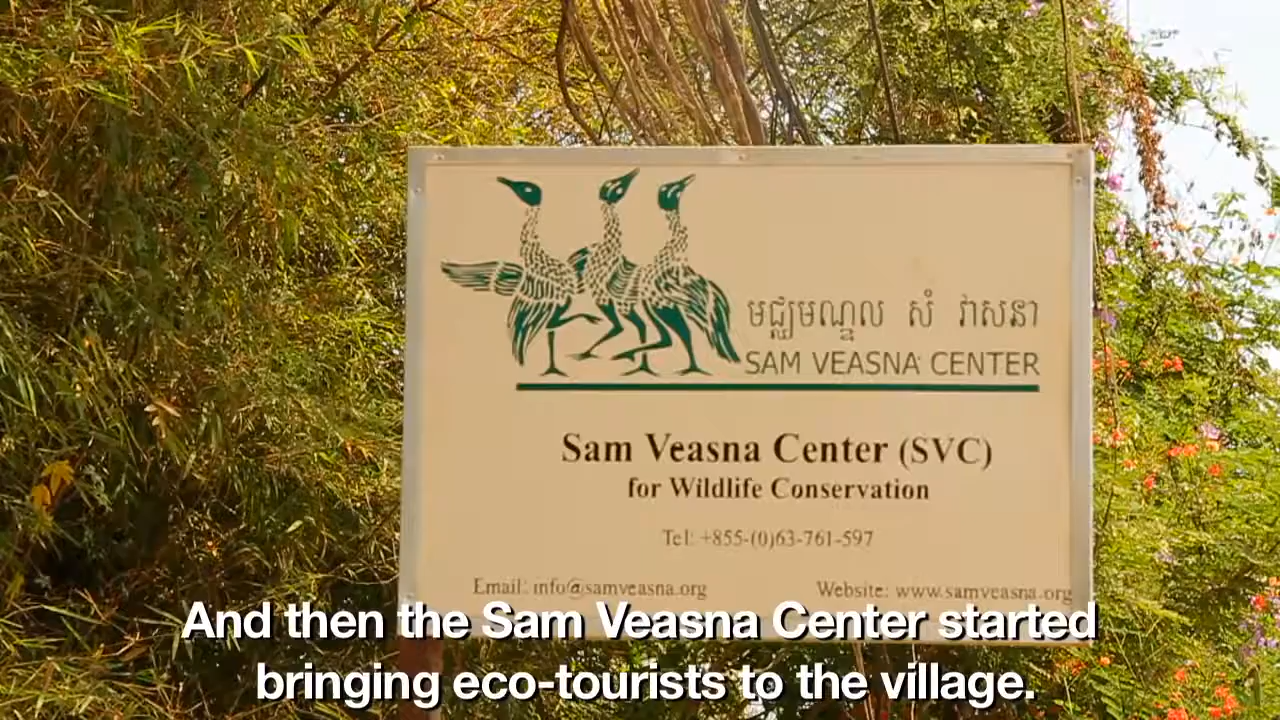 មជ្ឈមណ្ឌល សំ វាសនា
SAM VEASNA CENTER
Sam Veasna Center (SVC)
for Wildlife Conservation
Tel: +855-(0)63-761-597
Email: info@samveasna.org Website: www.samveasna.org
And then the Sam Veasna Center started
bringing eco-tourists to the village.